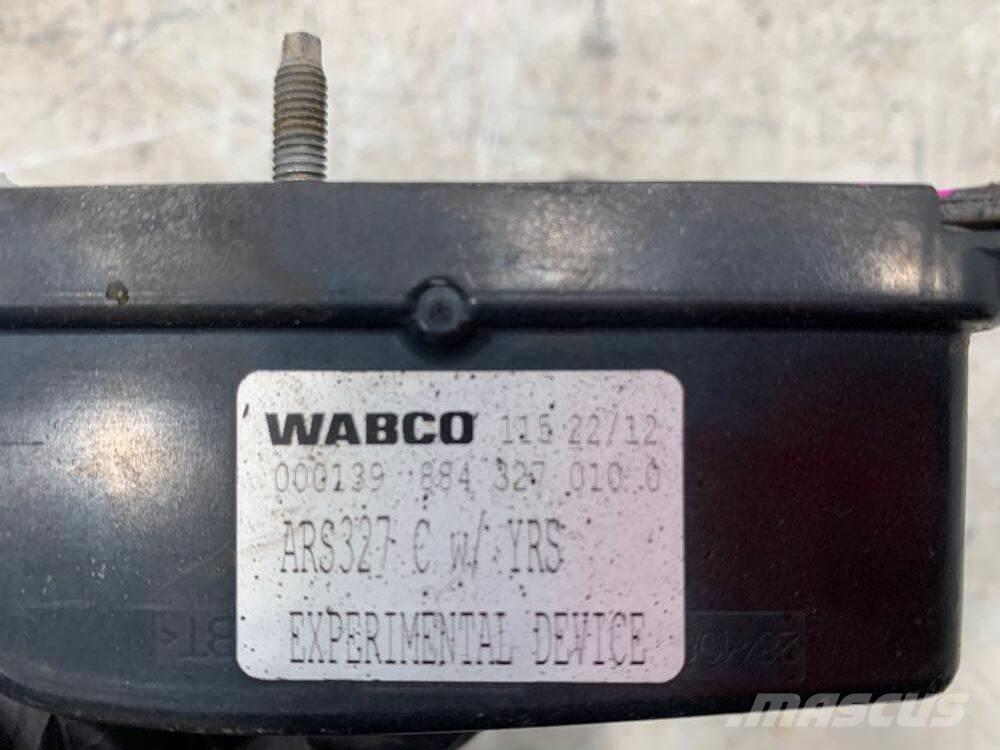 WABCO 115 22/12
000139 884 327 010 0
ARS327 C w/ YRS
EXPERIMENTAL DEVICE
MASCUS